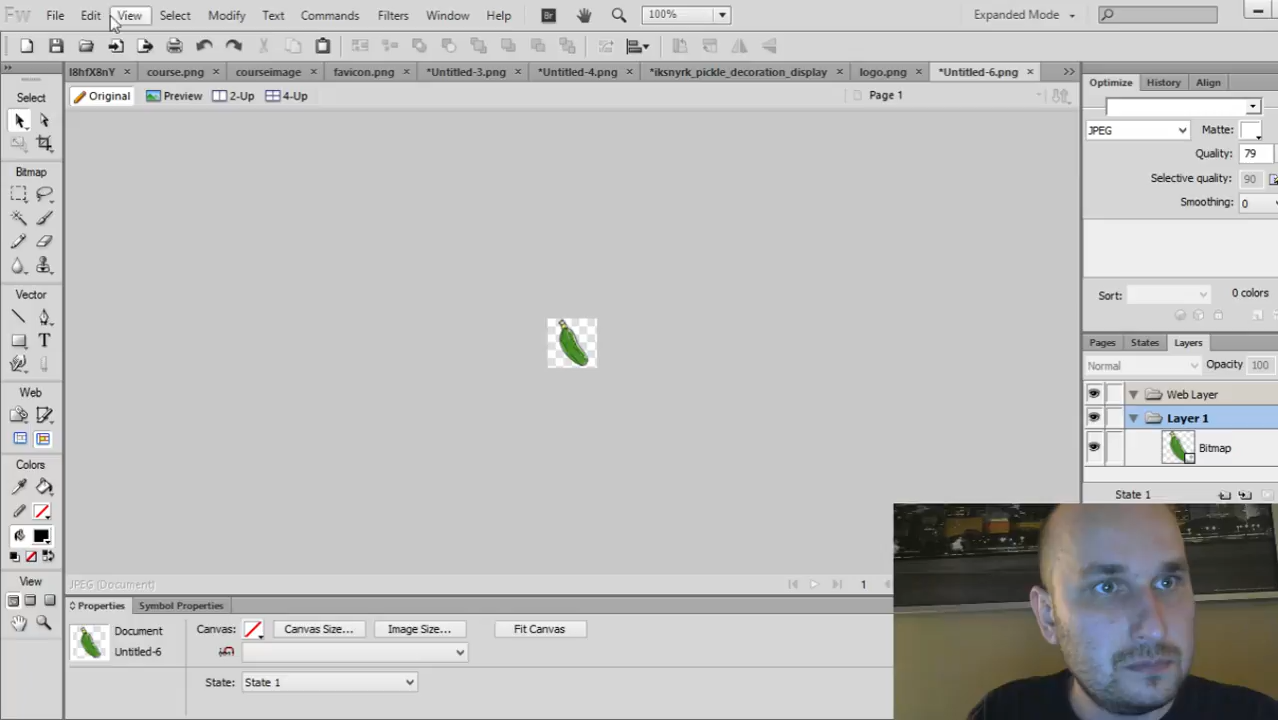 Fw File Edit View Select Modify Text Commands Filters Window Help Br 100% Expanded Mode
l8hfX8nY course.png courseimage favicon.png *Untitled-3.png *Untitled-4.png *iksnyrk_pickle_decoration_display logo.png *Untitled-6.png
Original Preview 2-Up 4-Up Page 1
Select
Bitmap
Vector
T
Web
Colors
View
Optimize History Align
JPEG Matte:
Quality: 79
Selective quality: 90
Smoothing: 0
Sort: 0 colors
Pages States Layers
Normal Opacity 100
Web Layer
Layer 1
Bitmap
State 1
JPEG (Document) 1
Properties Symbol Properties
Document
Untitled-6
Canvas: Canvas Size... Image Size... Fit Canvas
State: State 1